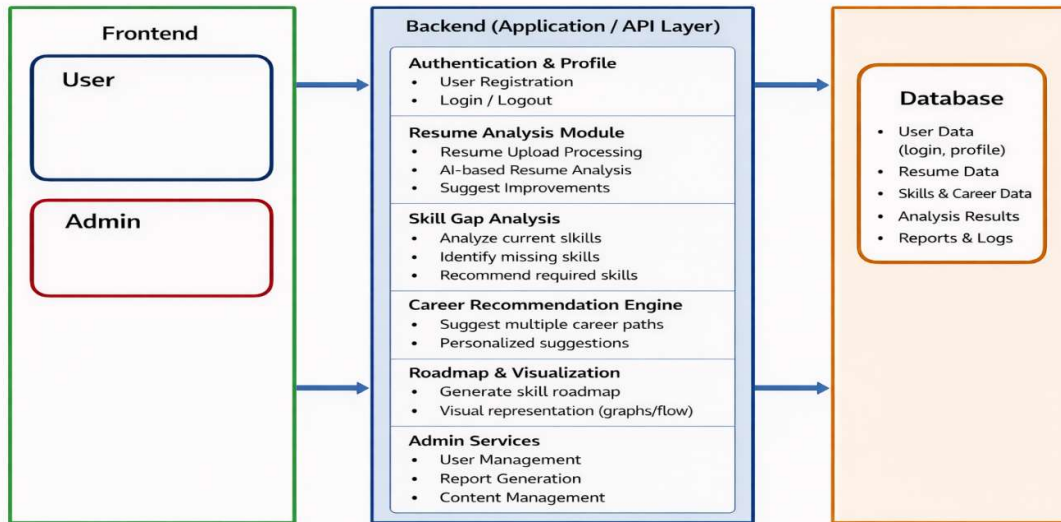 Frontend
User
Admin
Backend (Application / API Layer)
Authentication & Profile
• User Registration
• Login / Logout
Resume Analysis Module
• Resume Upload Processing
• AI-based Resume Analysis
• Suggest Improvements
Skill Gap Analysis
• Analyze current slkills
• Identify missing skills
• Recommend required skills
Career Recommendation Engine
• Suggest multiple career paths
• Personalized suggestions
Roadmap & Visualization
• Generate skill roadmap
• Visual representation (graphs/flow)
Admin Services
• User Management
• Report Generation
• Content Management
Database
• User Data
(login, profile)
• Resume Data
• Skills & Career Data
• Analysis Results
• Reports & Logs